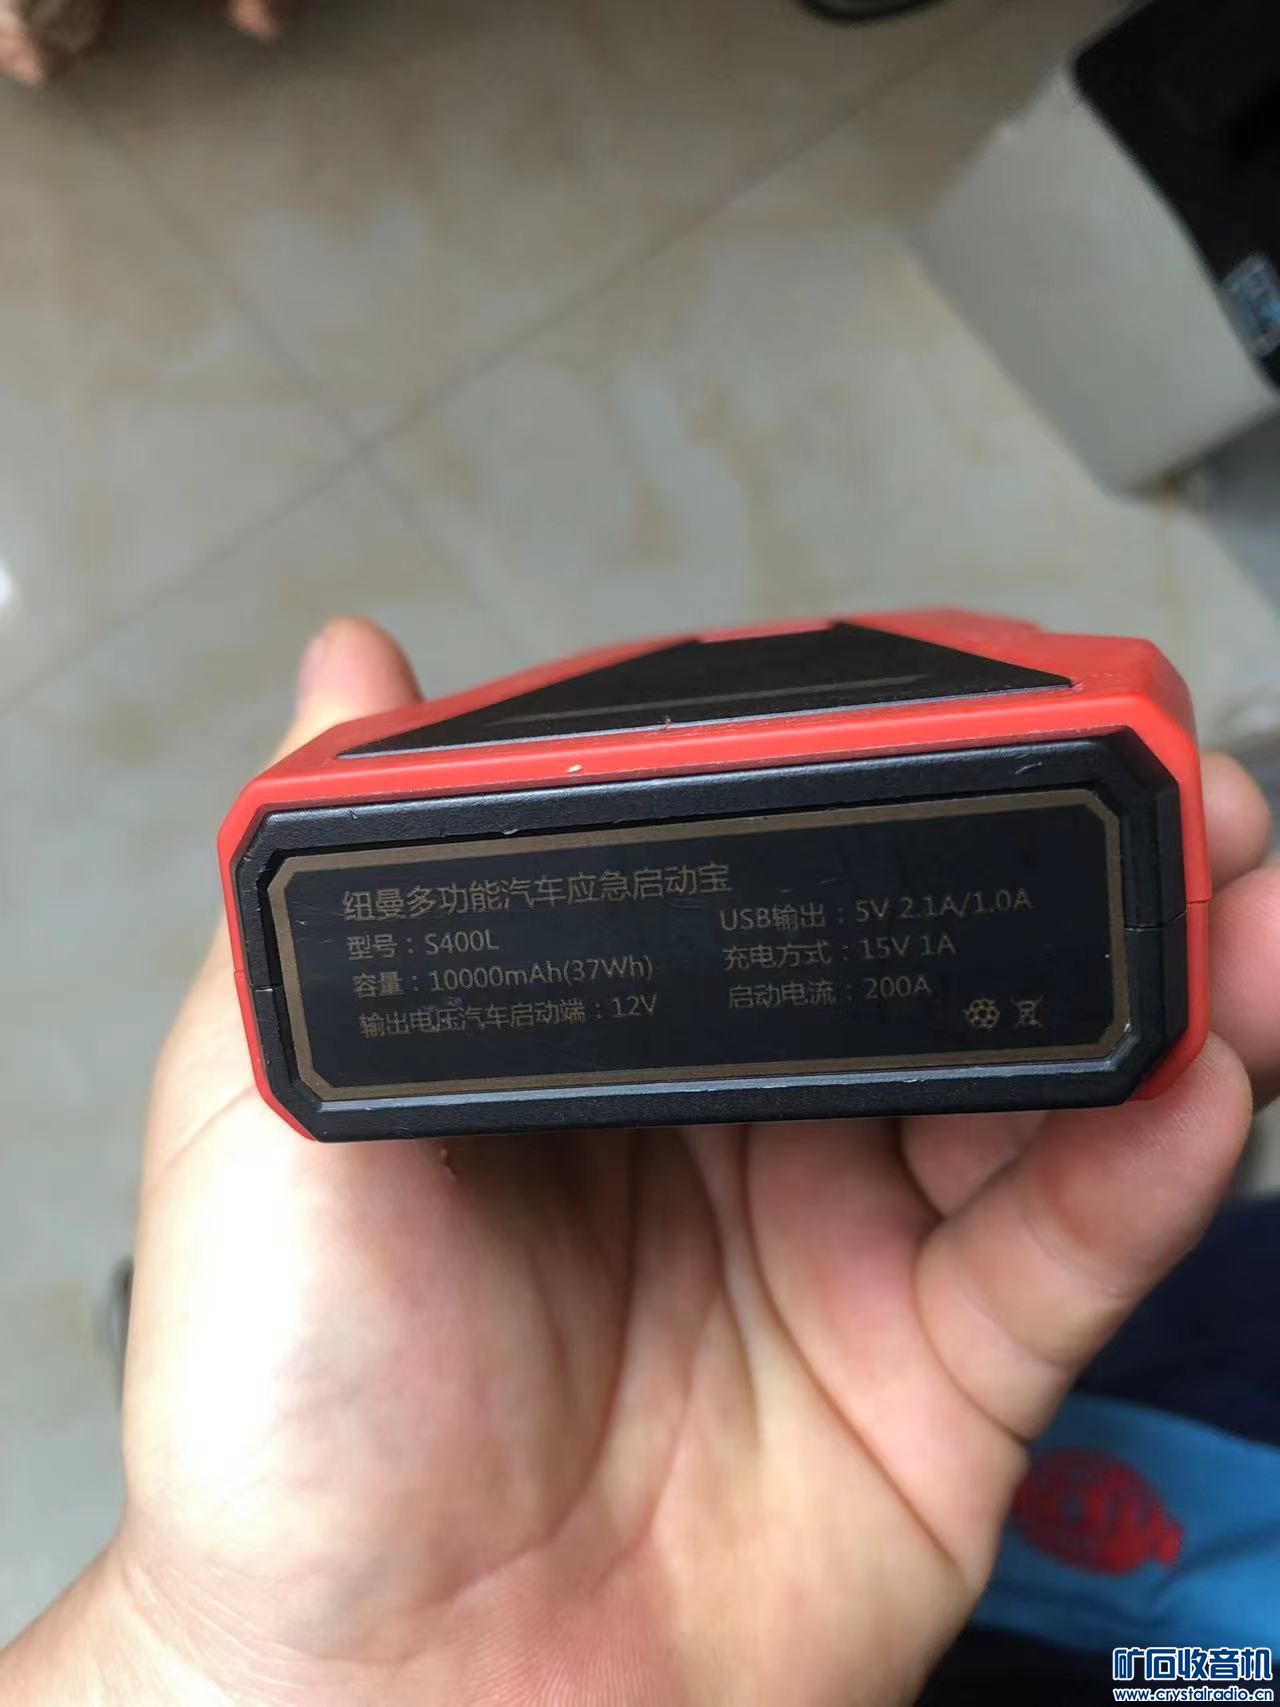 纽曼多功能汽车应急启动宝
型号：S400L
容量：10000mAh(37Wh)
输出电压汽车启动端：12V
USB输出：5V 2.1A/1.0A
充电方式：15V 1A
启动电流：200A
矿石收音机
www.crystalradio.cn